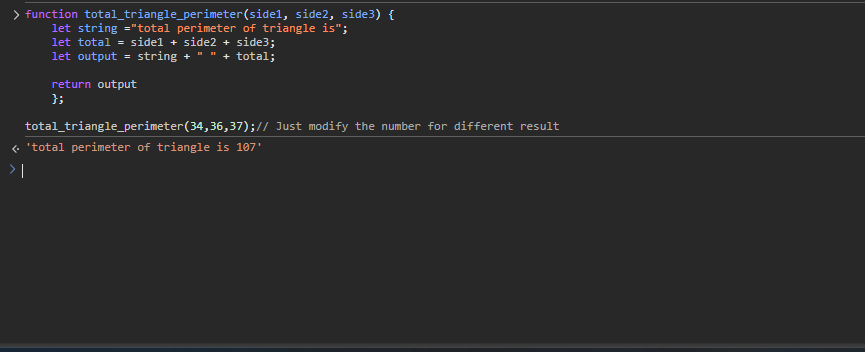 function total_triangle_perimeter(side1, side2, side3) {
    let string ="total perimeter of triangle is";
    let total = side1 + side2 + side3;
    let output = string + " " + total;

    return output
    };

total_triangle_perimeter(34,36,37);// Just modify the number for different result
'total perimeter of triangle is 107'